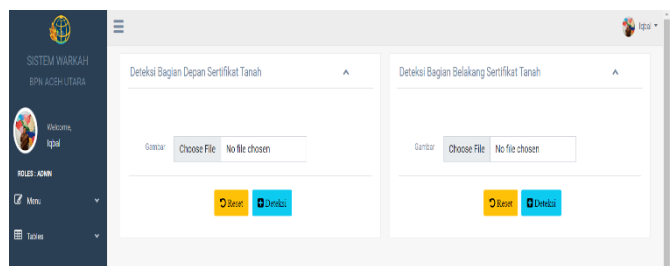 SISTEM WARKAH
BPN ACEH UTARA
Welcome,
Iqbal
ROLES : ADMIN
Menu
Tables
Iqbal
Deteksi Bagian Depan Sertifikat Tanah
Gambar Choose File No file chosen
Reset Deteksi
Deteksi Bagian Belakang Sertifikat Tanah
Gambar Choose File No file chosen
Reset Deteksi